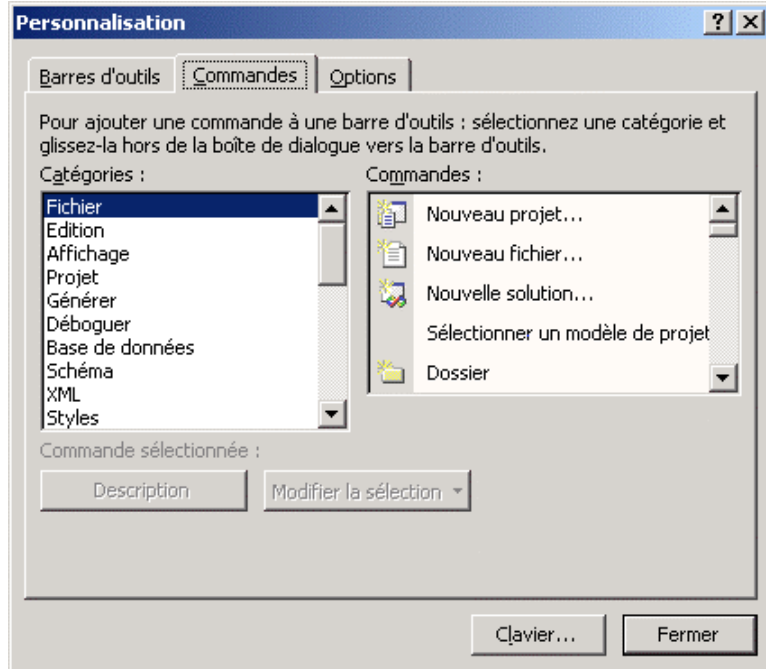 Personnalisation
Barres d'outils Commandes Options
Pour ajouter une commande à une barre d'outils : sélectionnez une catégorie et
glissez-la hors de la boîte de dialogue vers la barre d'outils.
Catégories :
Fichier
Edition
Affichage
Projet
Générer
Déboguer
Base de données
Schéma
XML
Styles
Commandes :
Nouveau projet...
Nouveau fichier...
Nouvelle solution...
Sélectionner un modèle de projet
Dossier
Commande sélectionnée :
Description Modifier la sélection
Clavier... Fermer